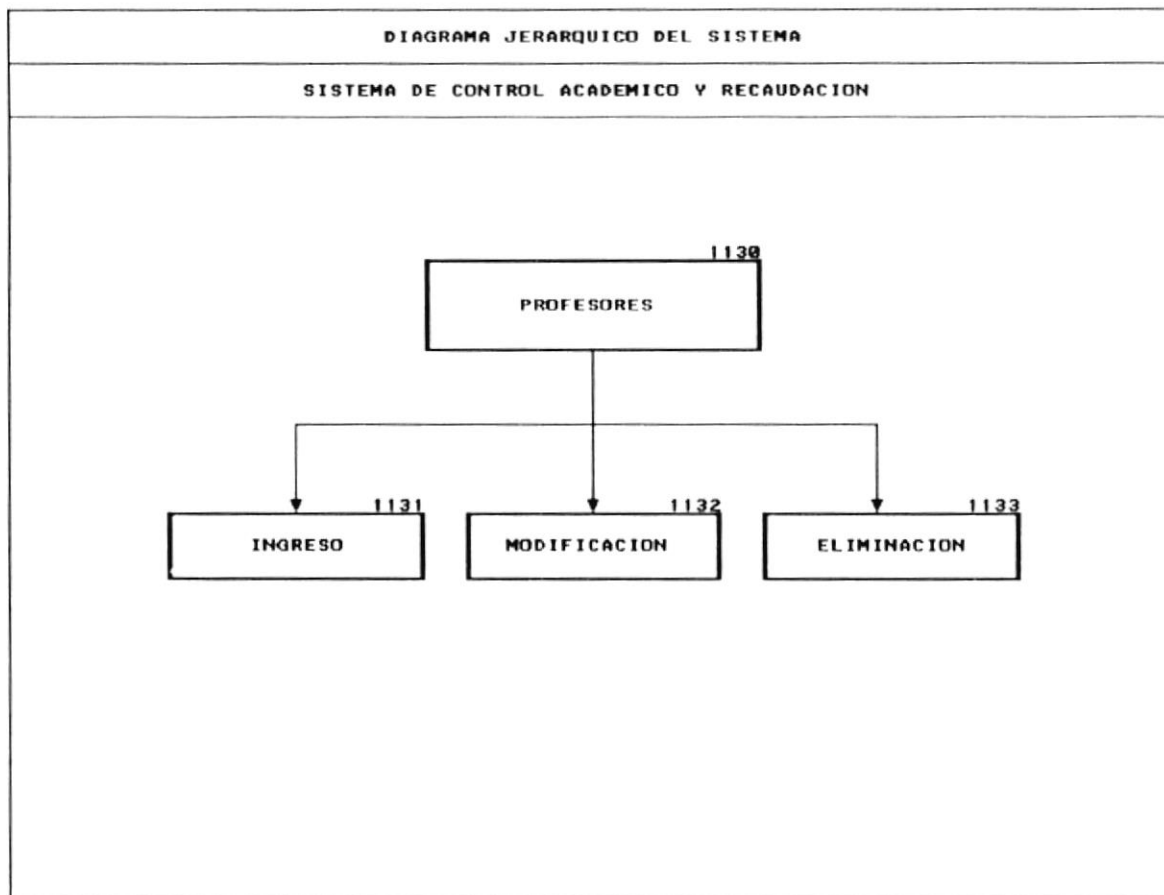 DIAGRAMA JERARQUICO DEL SISTEMA
SISTEMA DE CONTROL ACADEMICO Y RECAUDACION
1130
PROFESORES
1131
INGRESO
1132
MODIFICACION
1133
ELIMINACION